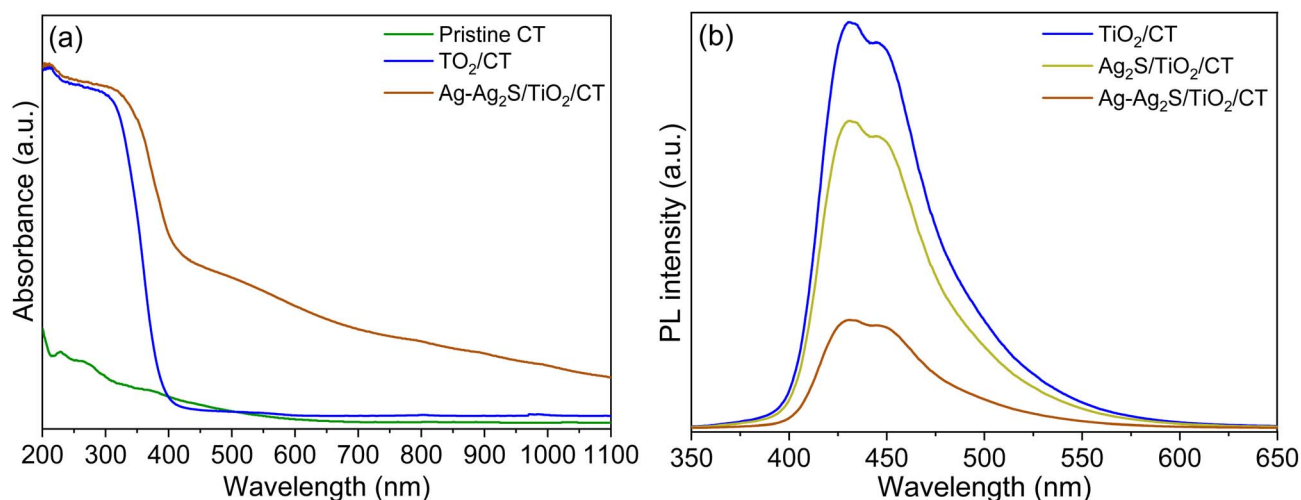 (a)
Pristine CT
TO₂/CT
Ag-Ag₂S/TiO₂/CT
Absorbance (a.u.)
200 300 400 500 600 700 800 900 1000 1100
Wavelength (nm)
(b)
TiO₂/CT
Ag₂S/TiO₂/CT
Ag-Ag₂S/TiO₂/CT
PL intensity (a.u.)
350 400 450 500 550 600 650
Wavelength (nm)